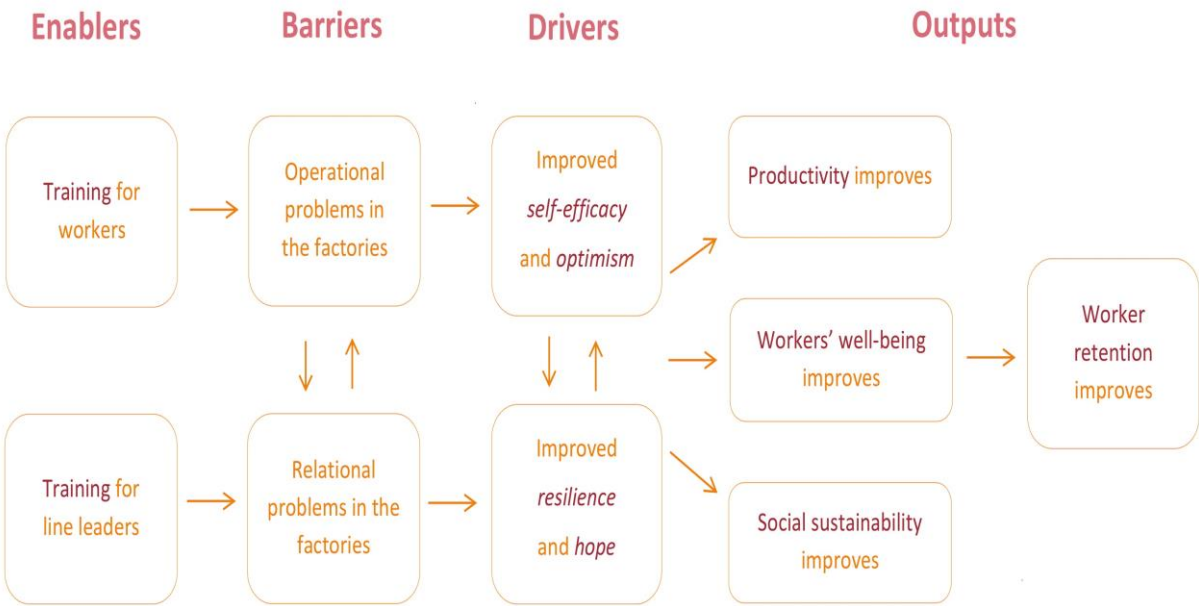 Enablers
Barriers
Drivers
Outputs
Training for
workers
Operational
problems in
the factories
Improved
self-efficacy
and optimism
Productivity improves
Workers’ well-being
improves
Worker
retention
improves
Training for
line leaders
Relational
problems in the
factories
Improved
resilience
and hope
Social sustainability
improves